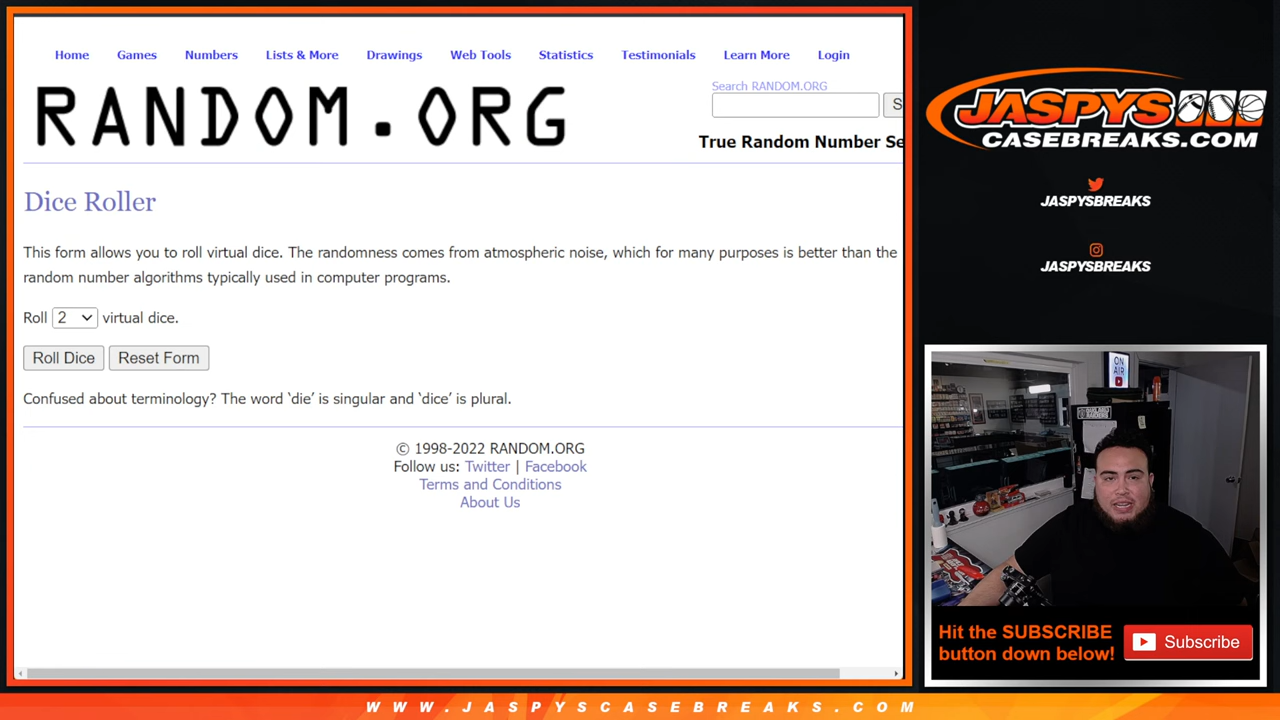 Home Games Numbers Lists & More Drawings Web Tools Statistics Testimonials Learn More Login
RANDOM.ORG
Search RANDOM.ORG
S
True Random Number Se
Dice Roller
This form allows you to roll virtual dice. The randomness comes from atmospheric noise, which for many purposes is better than the
random number algorithms typically used in computer programs.
Roll 2 virtual dice.
Roll Dice Reset Form
Confused about terminology? The word ‘die’ is singular and ‘dice’ is plural.
© 1998-2022 RANDOM.ORG
Follow us: Twitter | Facebook
Terms and Conditions
About Us
JASPYS
CASEBREAKS.COM
JASPYSBREAKS
JASPYSBREAKS
ON
AIR
Hit the SUBSCRIBE
button down below!
Subscribe
WWW.JASPYSCASEBREAKS.COM